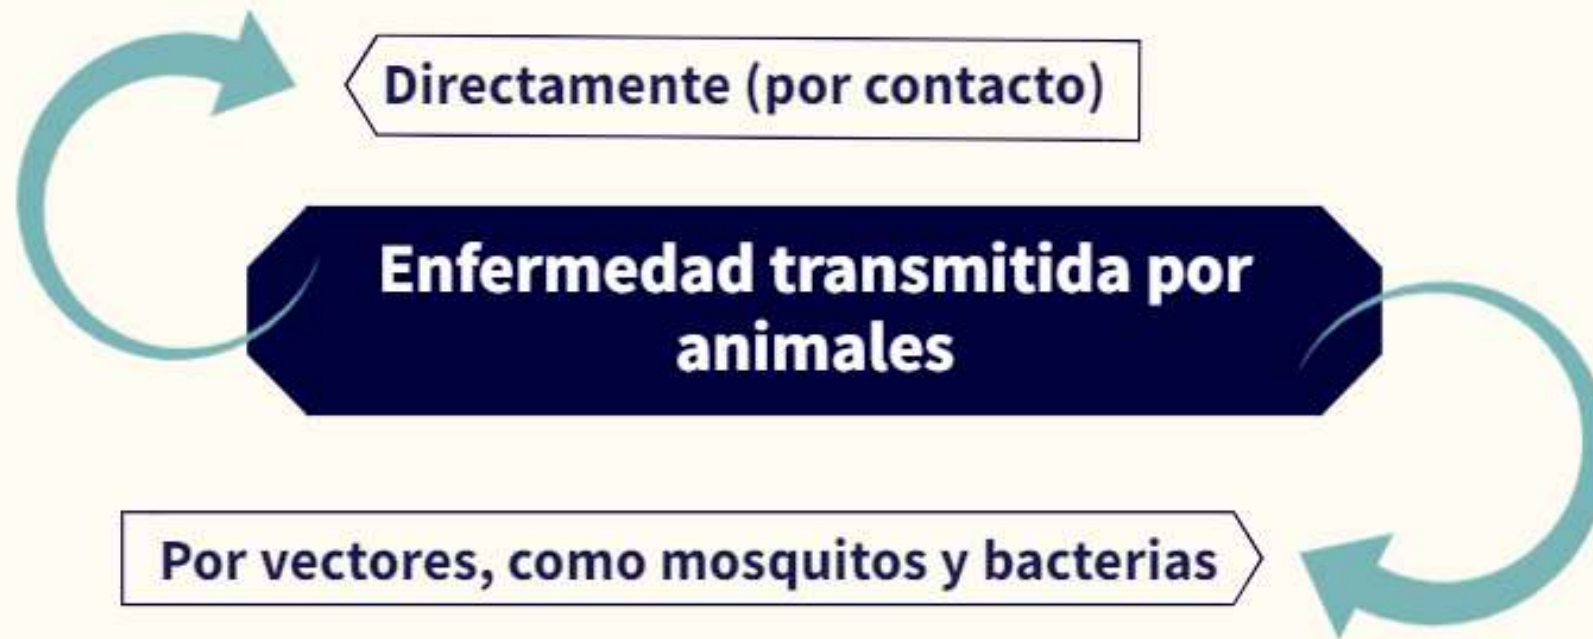 Directamente (por contacto)
Enfermedad transmitida por
animales
Por vectores, como mosquitos y bacterias